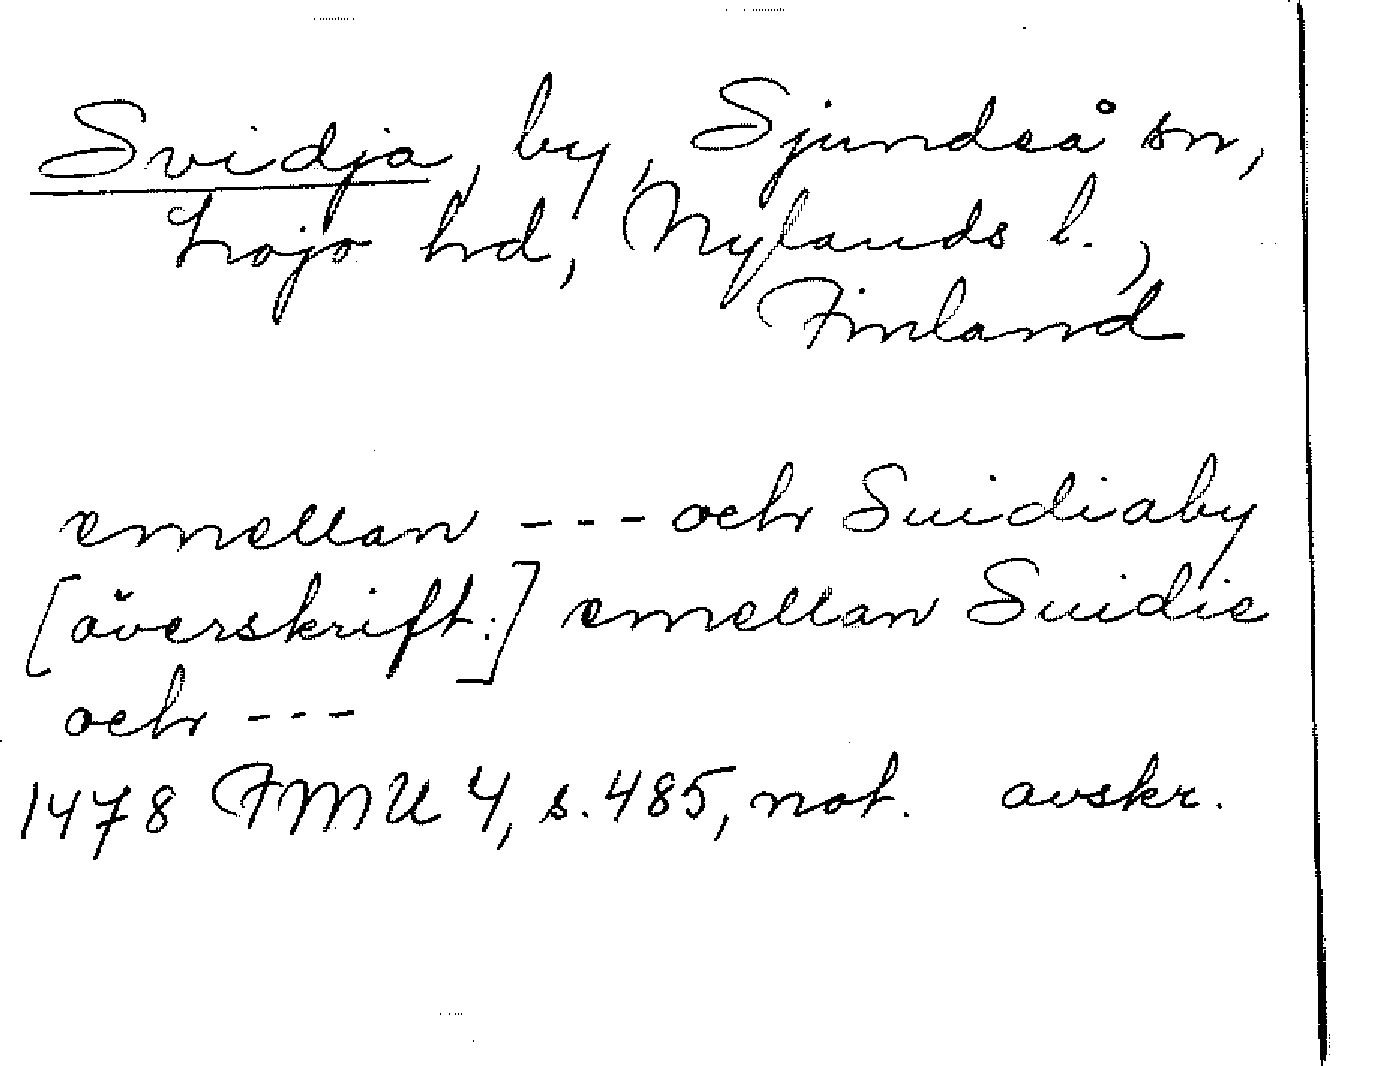 Svidja, by, Sjundeå sn,
Lojo hd, (Nylands l.,)
Finland
emellan --- och Suidiaby
[överskrift:] emellan Suidie
och ---
1478 FMU 4, s. 485, not. avskr.